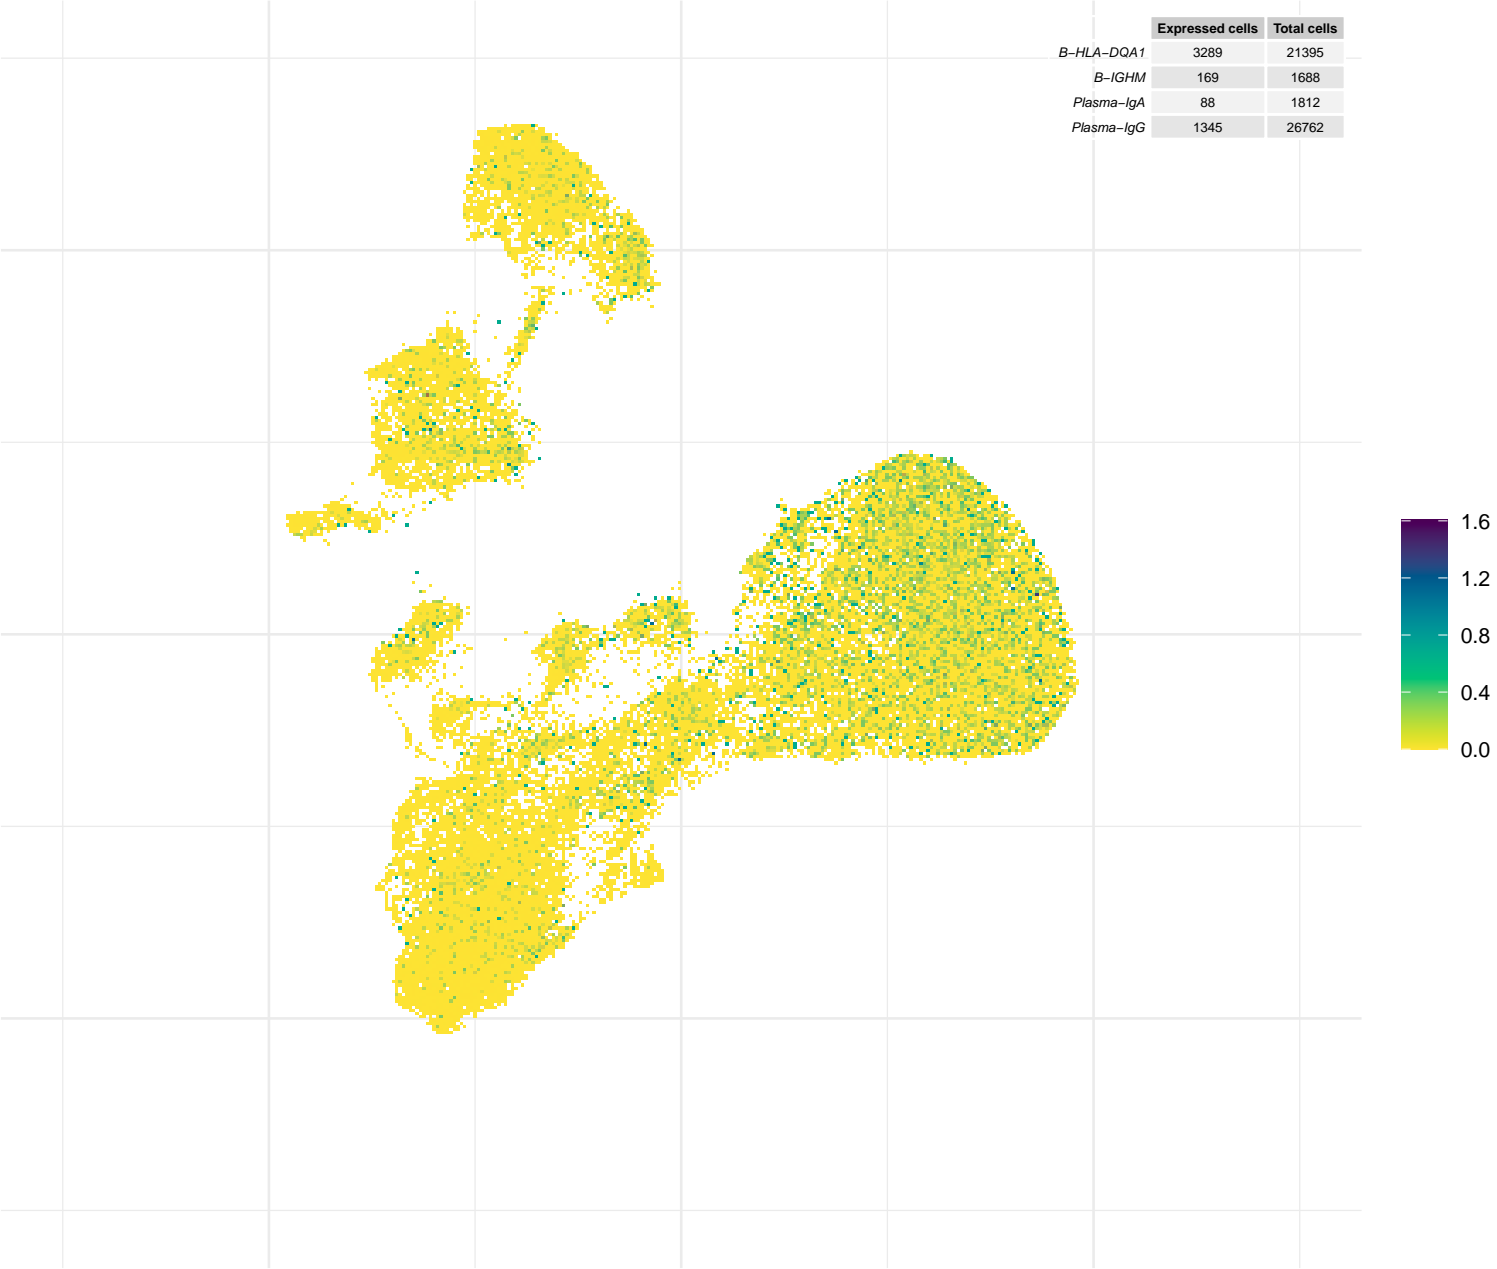 Expressed cells Total cells
B−HLA−DQA1 3289 21395
B−IGHM 169 1688
Plasma−IgA 88 1812
Plasma−IgG 1345 26762
1.6
1.2
0.8
0.4
0.0